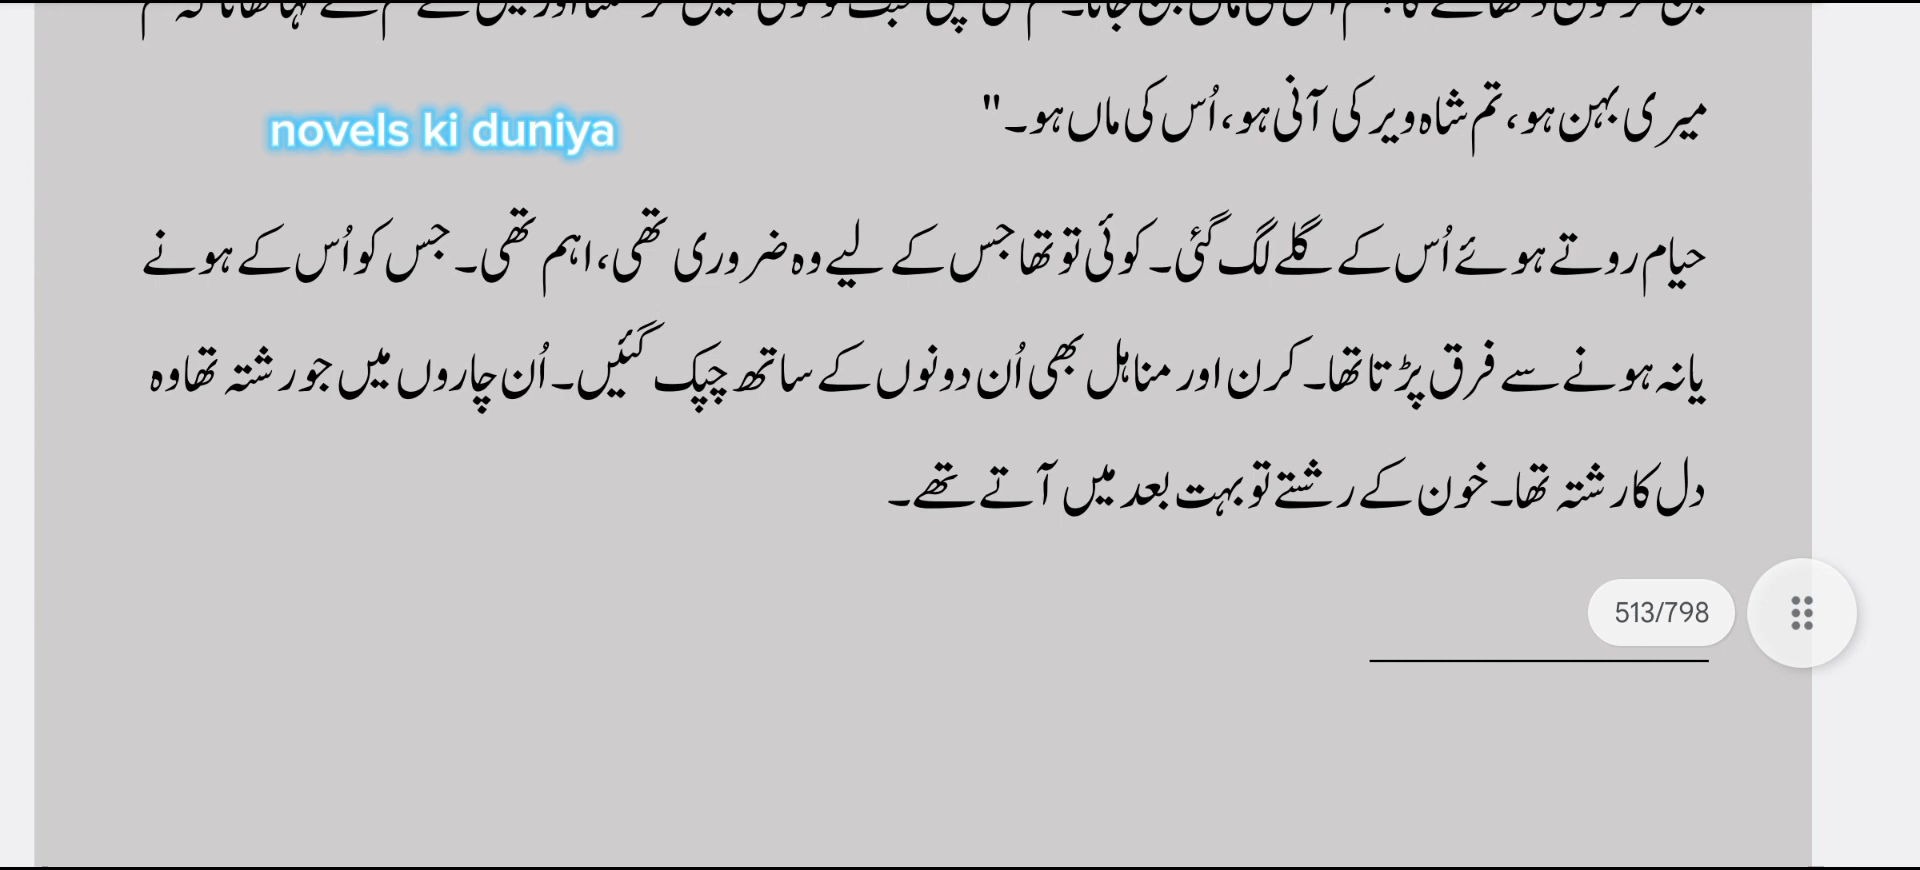 میری بہن ہو، تم شاہ ویر کی آنی ہو، اُس کی ماں ہو۔"
novels ki duniya
حیام روتے ہوئے اُس کے گلے لگ گئی۔ کوئی تو تھا جس کے لیے وہ ضروری تھی، اہم تھی۔ جس کو اُس کے ہونے
یا نہ ہونے سے فرق پڑتا تھا۔ کرن اور مناہل بھی اُن دونوں کے ساتھ چپک گئیں۔ اُن چاروں میں جو رشتہ تھا وہ
دل کا رشتہ تھا۔ خون کے رشتے تو بہت بعد میں آتے تھے۔
513/798